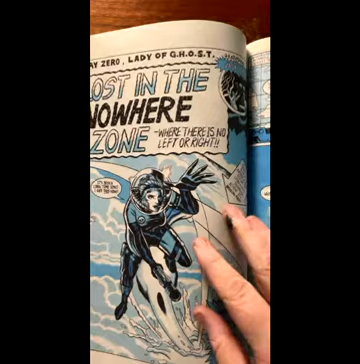 AY ZERO, LADY OF G.H.O.S.T.
OST IN THE
NOWHERE
ZONE
-WHERE THERE IS NO
LEFT OR RIGHT!!